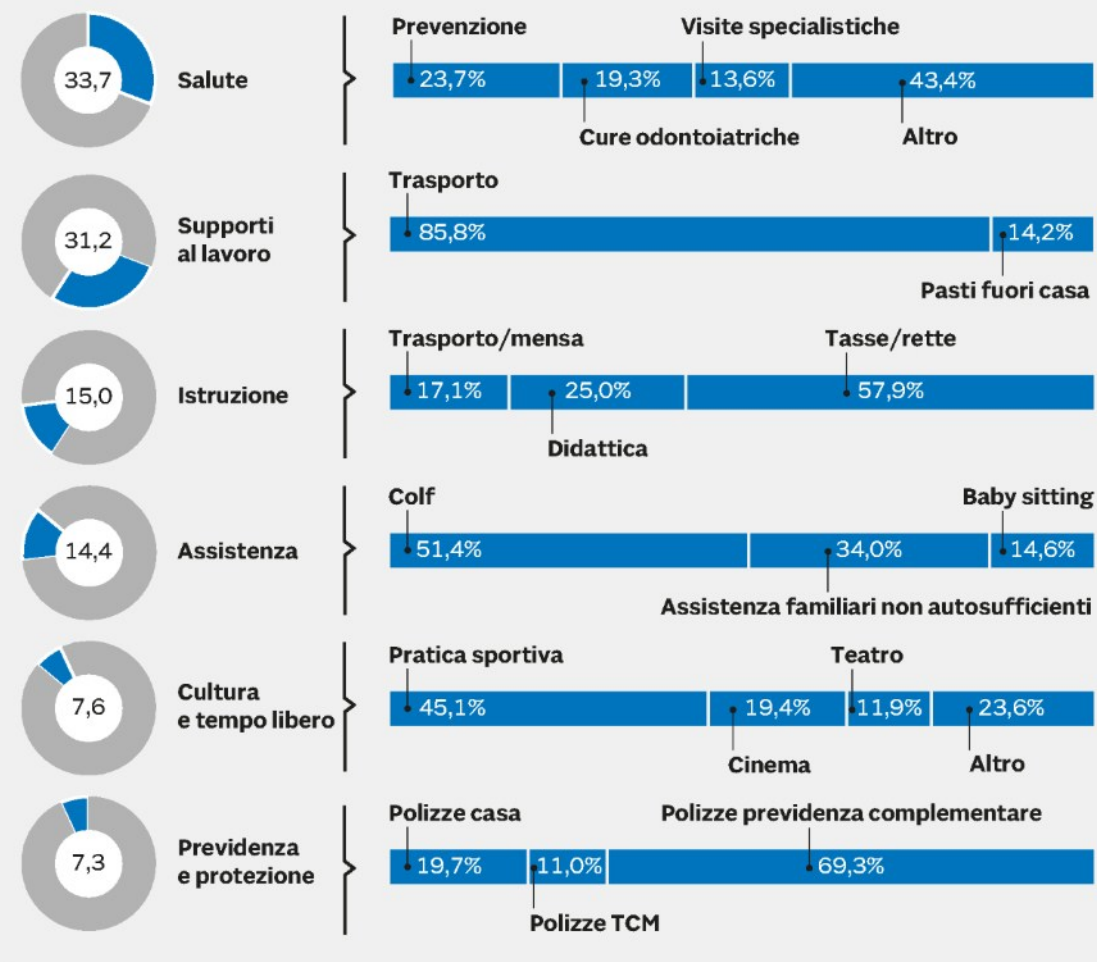 33,7
Salute
Prevenzione
Visite specialistiche
23,7%
19,3%
13,6%
43,4%
Cure odontoiatriche
Altro
31,2
Supporti
al lavoro
Trasporto
85,8%
14,2%
Pasti fuori casa
15,0
Istruzione
Trasporto/mensa
Tasse/rette
17,1%
25,0%
57,9%
Didattica
14,4
Assistenza
Colf
Baby sitting
51,4%
34,0%
14,6%
Assistenza familiari non autosufficienti
7,6
Cultura
e tempo libero
Pratica sportiva
Teatro
45,1%
19,4%
11,9%
23,6%
Cinema
Altro
7,3
Previdenza
e protezione
Polizze casa
Polizze previdenza complementare
19,7%
11,0%
69,3%
Polizze TCM